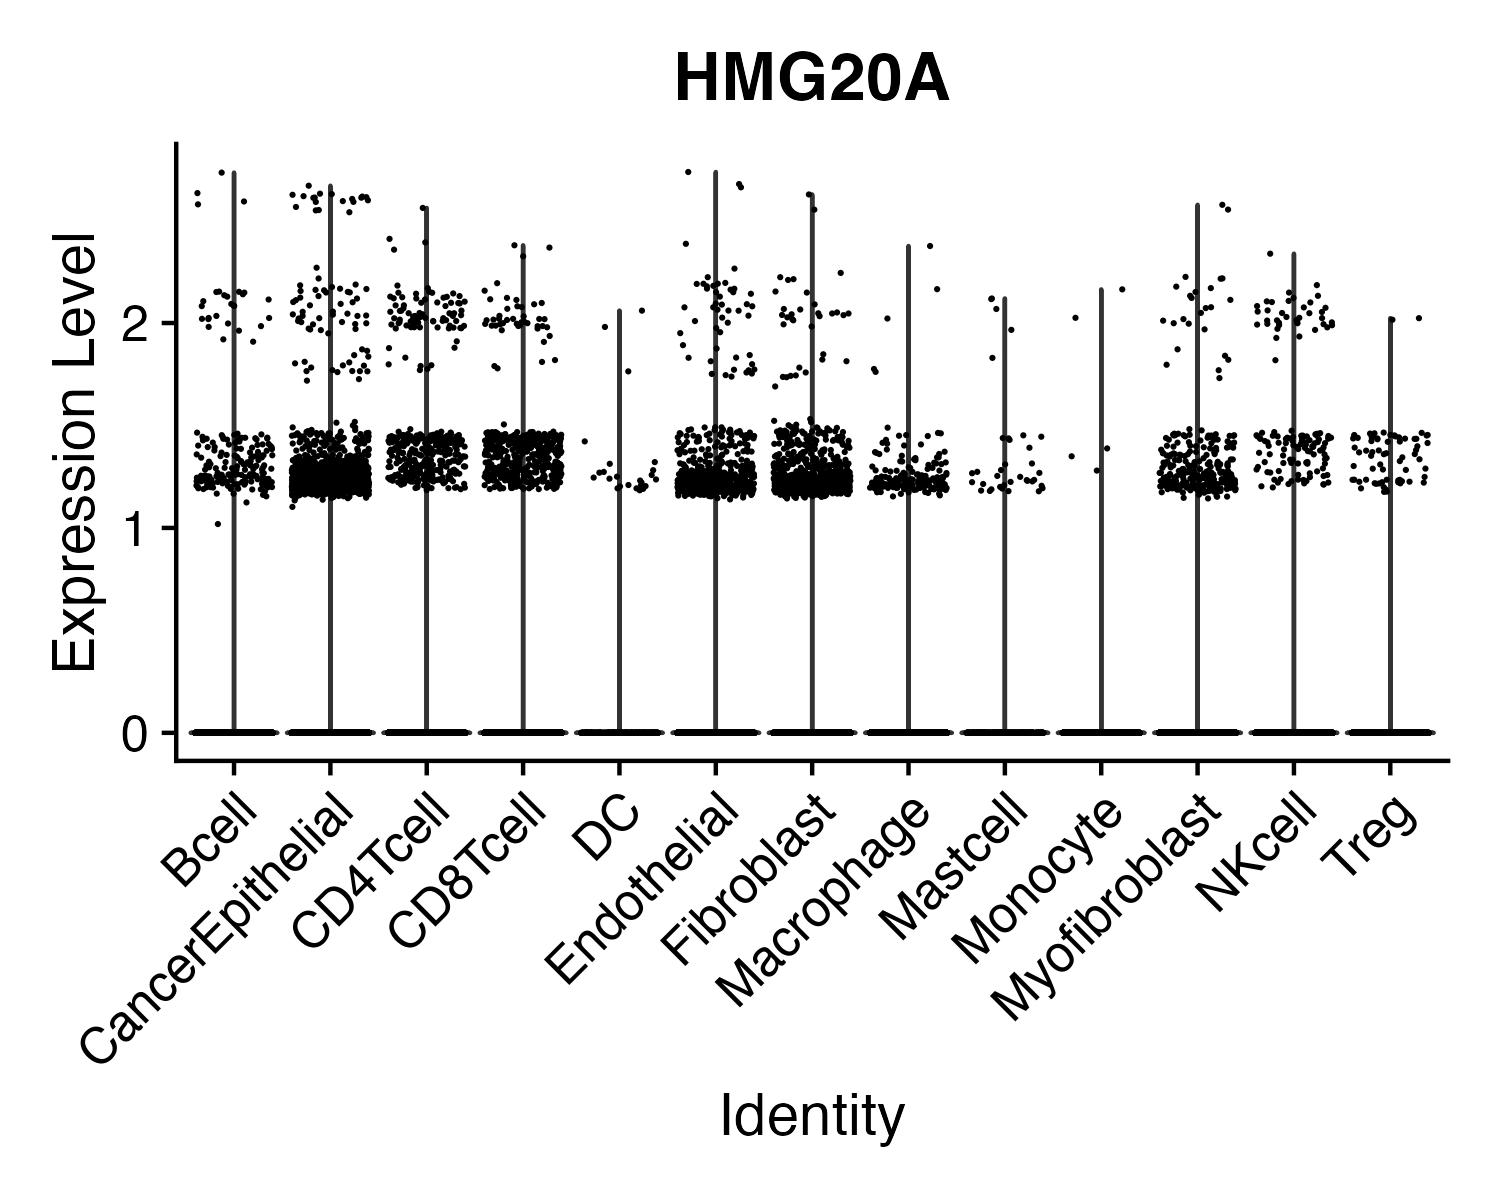 HMG20A
Expression Level
2
1
0
Bcell
CancerEpithelial
CD4Tcell
CD8Tcell
DC
Endothelial
Fibroblast
Macrophage
Mastcell
Monocyte
Myofibroblast
NKcell
Treg
Identity